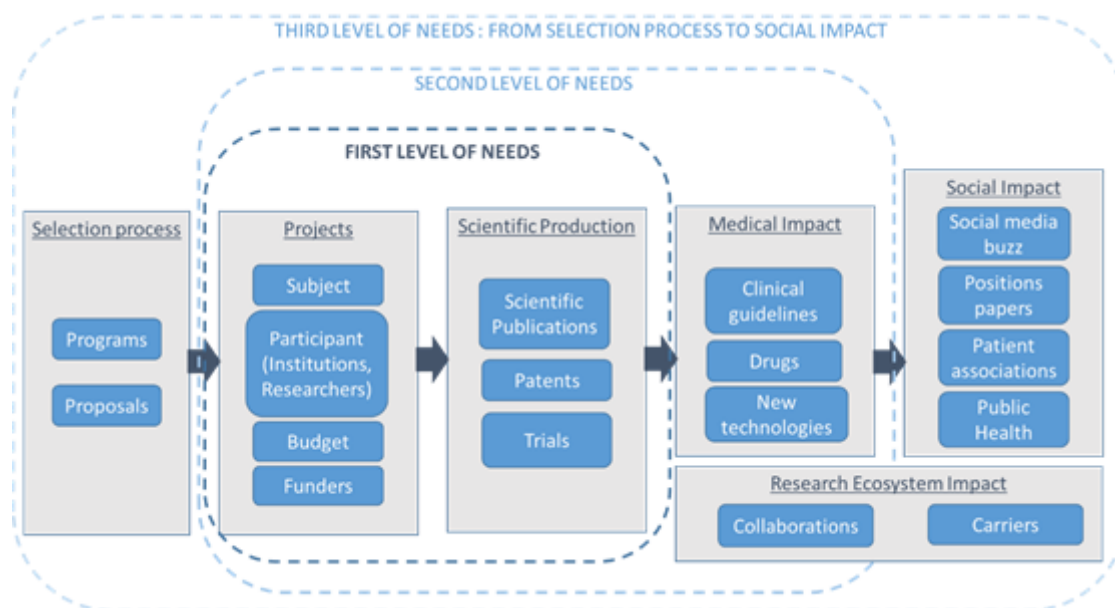 THIRD LEVEL OF NEEDS : FROM SELECTION PROCESS TO SOCIAL IMPACT
SECOND LEVEL OF NEEDS
FIRST LEVEL OF NEEDS
Selection process
Programs
Proposals
Projects
Subject
Participant
(Institutions,
Researchers)
Budget
Funders
Scientific Production
Scientific
Publications
Patents
Trials
Medical Impact
Clinical
guidelines
Drugs
New
technologies
Social Impact
Social media
buzz
Positions
papers
Patient
associations
Public
Health
Research Ecosystem Impact
Collaborations
Carriers